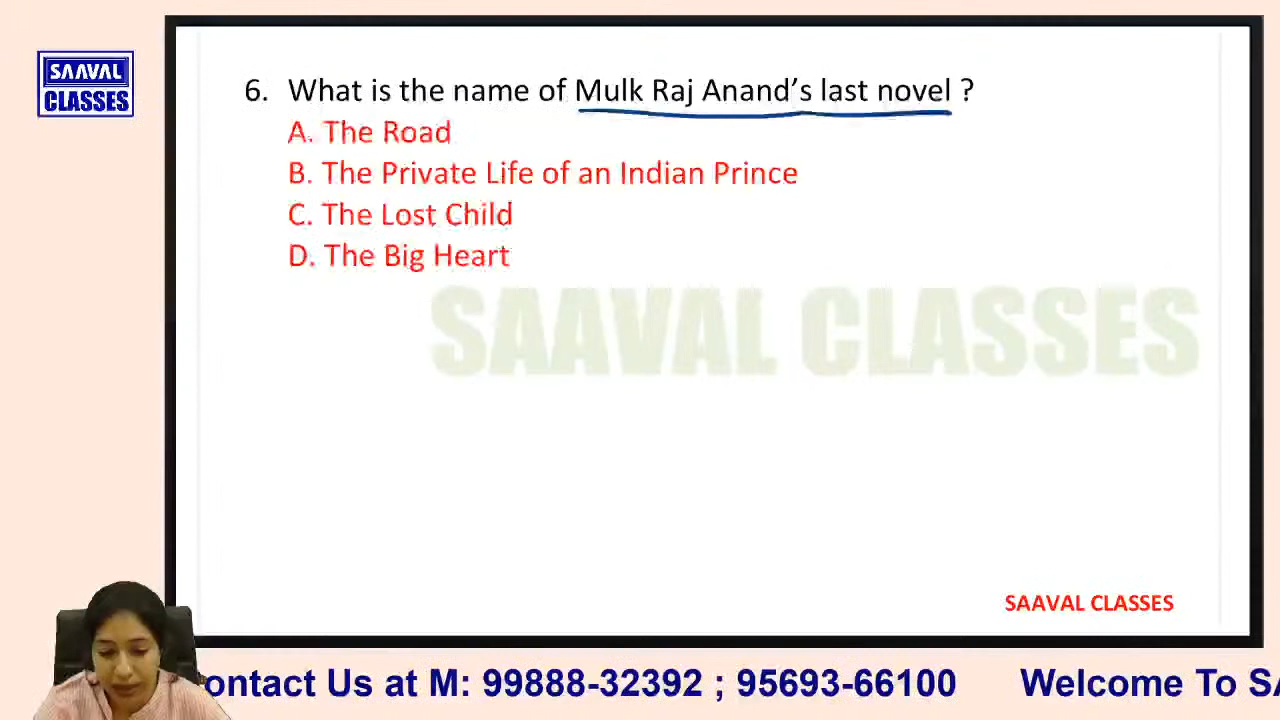 SAAVAL
CLASSES
6. What is the name of Mulk Raj Anand’s last novel ?
A. The Road
B. The Private Life of an Indian Prince
C. The Lost Child
D. The Big Heart
SAAVAL CLASSES
SAAVAL CLASSES
ontact Us at M: 99888-32392 ; 95693-66100 Welcome To SA